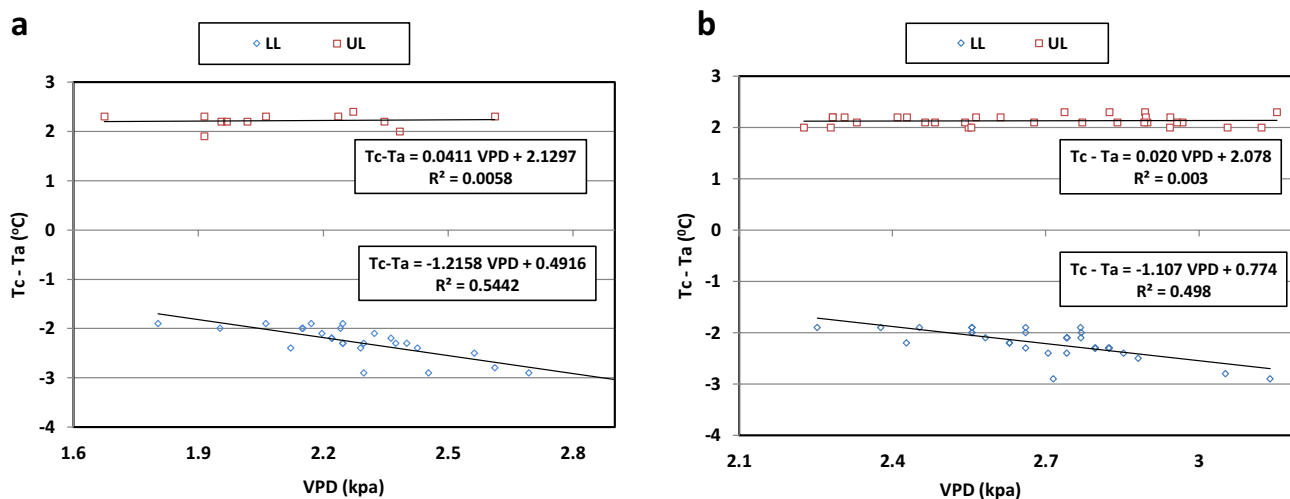 a
LL UL
3
2
1
0
-1
-2
-3
-4
Tc - Ta (⁰C)
Tc-Ta = 0.0411 VPD + 2.1297
R² = 0.0058
Tc-Ta = -1.2158 VPD + 0.4916
R² = 0.5442
1.6 1.9 2.2 2.5 2.8
VPD (kpa)
b
LL UL
3
2
1
0
-1
-2
-3
-4
Tc - Ta (⁰C)
Tc - Ta = 0.020 VPD + 2.078
R² = 0.003
Tc - Ta = -1.107 VPD + 0.774
R² = 0.498
2.1 2.4 2.7 3
VPD (kpa)